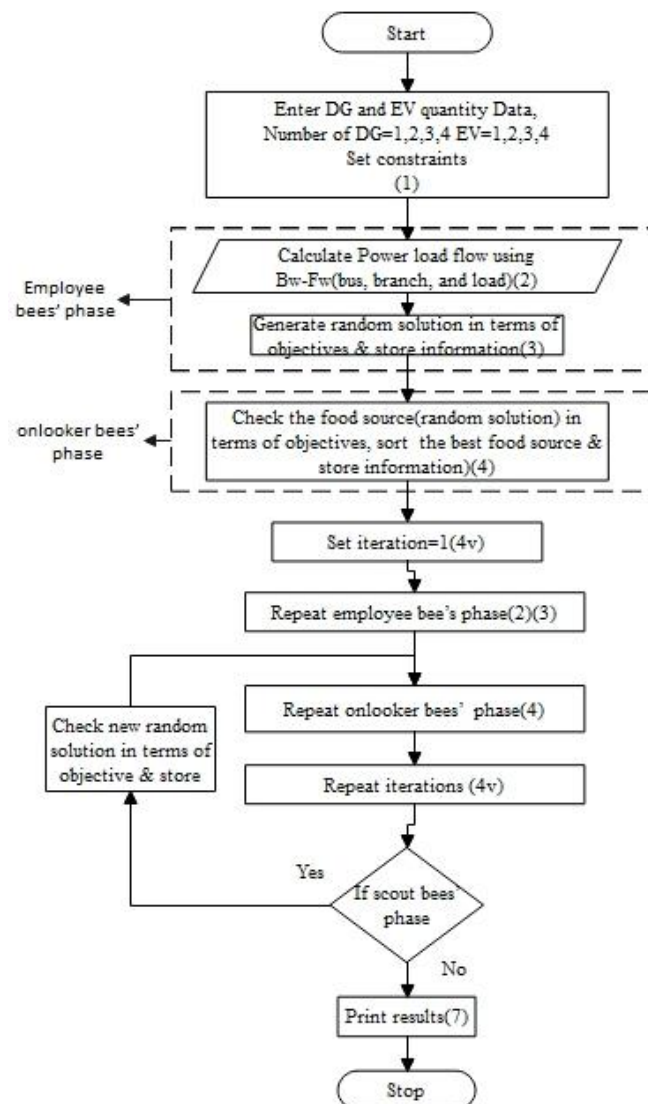 Start
Enter DG and EV quantity Data,
Number of DG=1,2,3,4 EV=1,2,3,4
Set constraints
(1)
Employee
bees' phase
Calculate Power load flow using
Bw-Fw(bus, branch, and load)(2)
Generate random solution in terms of
objectives & store information(3)
onlooker bees'
phase
Check the food source(random solution) in
terms of objectives, sort the best food source &
store information)(4)
Set iteration=1(4v)
Repeat employee bee's phase(2)(3)
Check new random
solution in terms of
objective & store
Repeat onlooker bees' phase(4)
Repeat iterations (4v)
Yes
If scout bees'
phase
No
Print results(7)
Stop